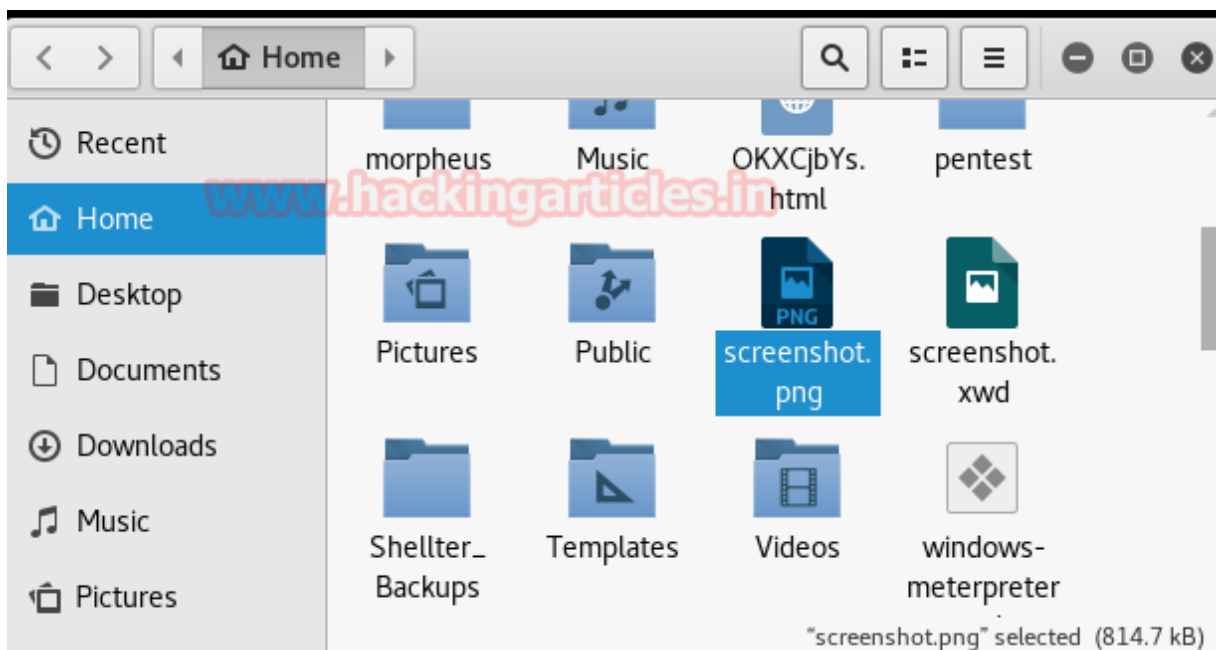 Home
Recent
Home
Desktop
Documents
Downloads
Music
Pictures
morpheus
Music
OKXCjbYs.
html
pentest
www.hackingarticles.in
Pictures
Public
PNG
screenshot.
png
screenshot.
xwd
Shellter_
Backups
Templates
Videos
windows-
meterpreter
"screenshot.png" selected (814.7 kB)